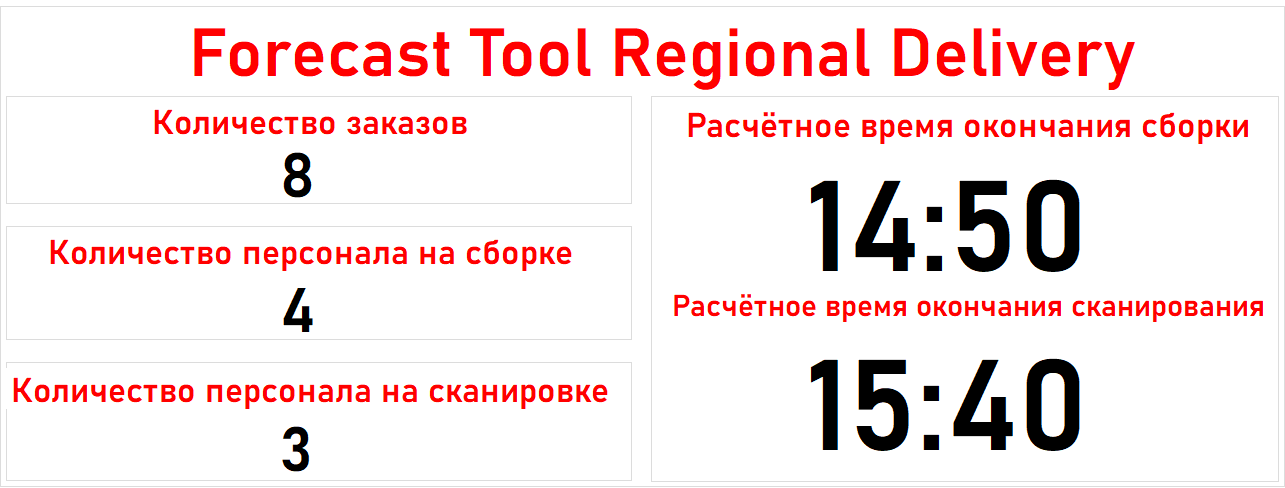 Forecast Tool Regional Delivery
Количество заказов
8
Количество персонала на сборке
4
Количество персонала на сканировке
3
Расчётное время окончания сборки
14:50
Расчётное время окончания сканирования
15:40